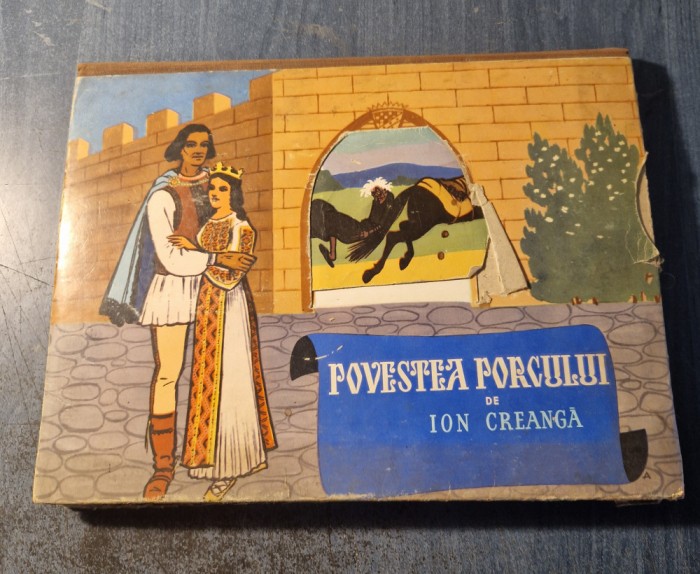 POVESTEA PORCULUI
DE
ION CREANGĂ